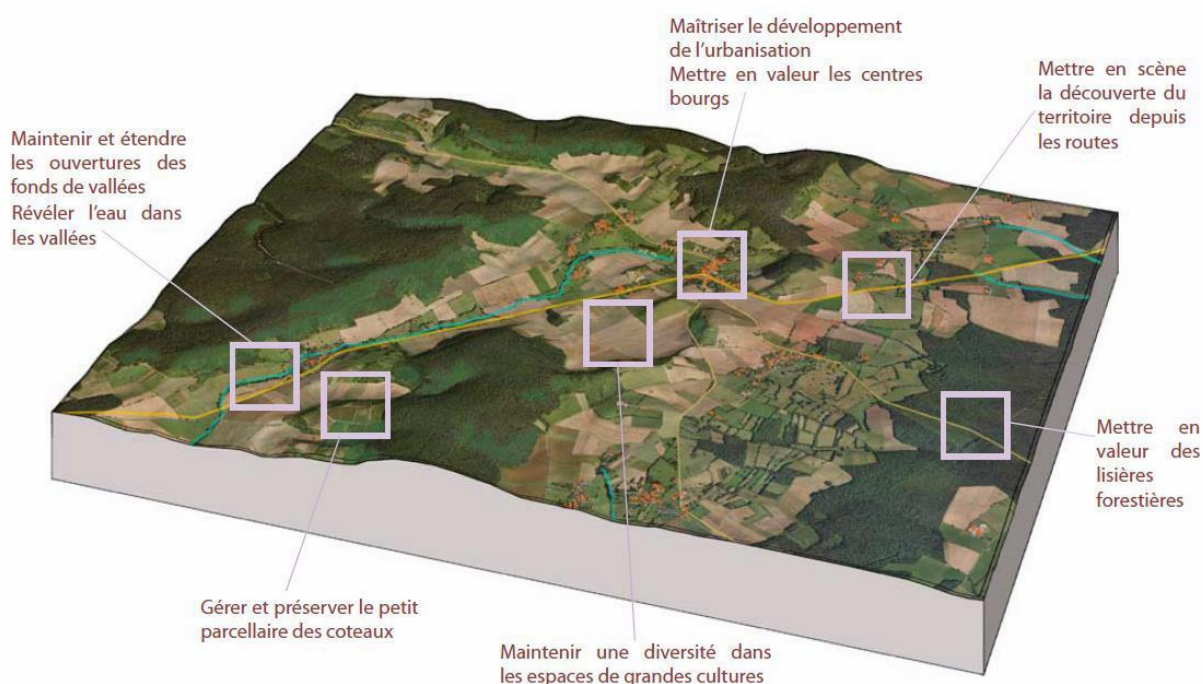 Maîtriser le développement
de l'urbanisation
Mettre en valeur les centres
bourgs
Mettre en scène
la découverte du
territoire depuis
les routes
Maintenir et étendre
les ouvertures des
fonds de vallées
Révéler l'eau dans
les vallées
Mettre en
valeur des
lisières
forestières
Gérer et préserver le petit
parcellaire des coteaux
Maintenir une diversité dans
les espaces de grandes cultures